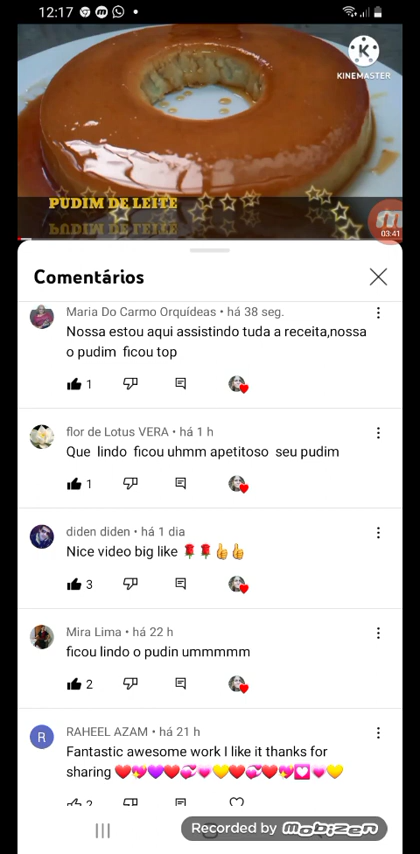 12:17
KINEMASTER
PUDIM DE LEITE
03:41
Comentários
Maria Do Carmo Orquídeas • há 38 seg.
Nossa estou aqui assistindo tuda a receita,nossa
o pudim ficou top
1
flor de Lotus VERA • há 1 h
Que lindo ficou uhmm apetitoso seu pudim
1
diden diden • há 1 dia
Nice video big like 🌹🌹👍👍
3
Mira Lima • há 22 h
ficou lindo o pudin ummmmm
2
R
RAHEEL AZAM • há 21 h
Fantastic awesome work I like it thanks for
sharing ❤️💖💜❤️💞💗💛❤️💞❤️💖💟💗💛
2
Recorded by mobizen